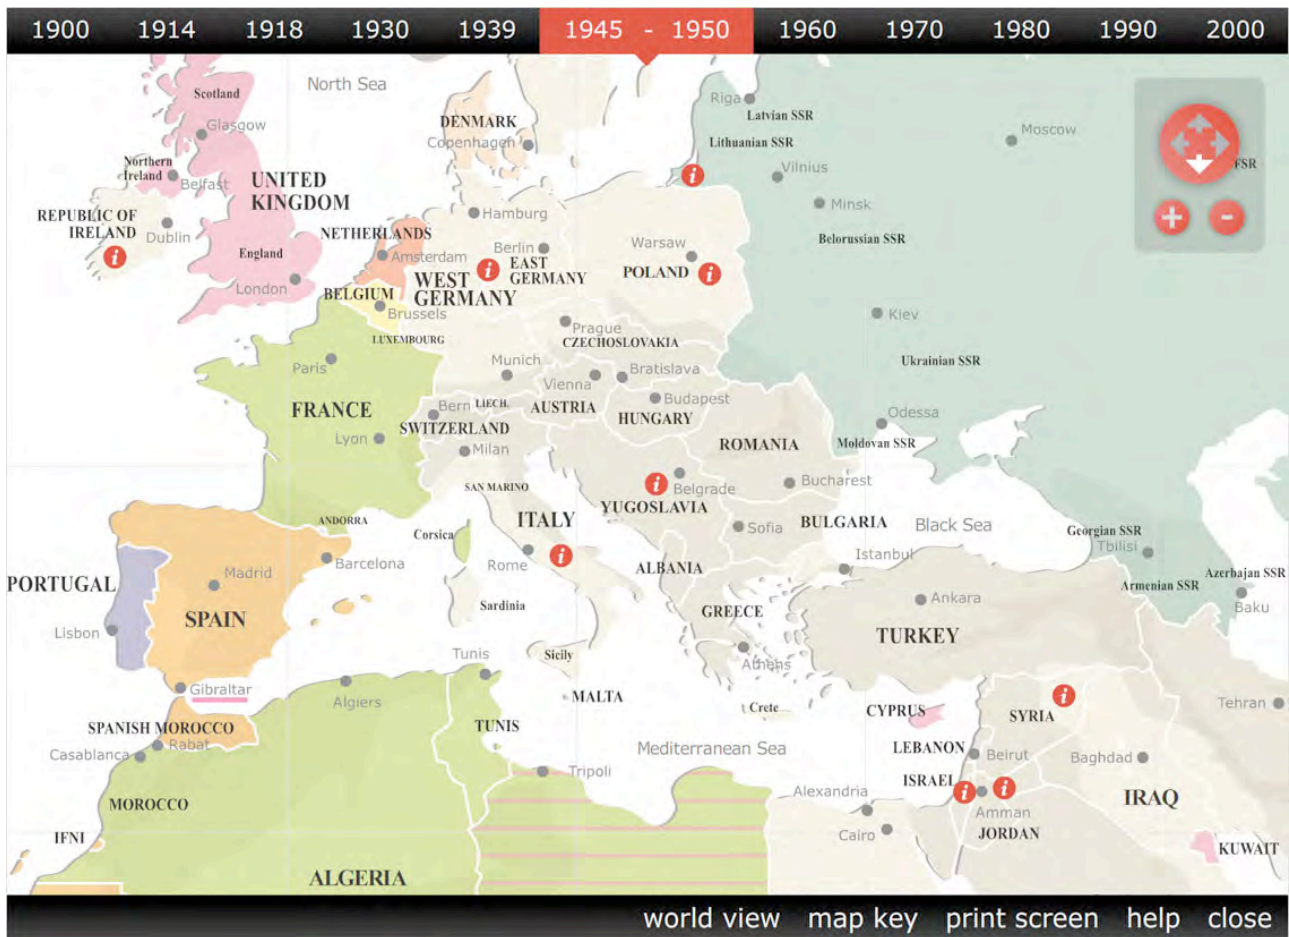 1900 1914 1918 1930 1939 1945 - 1950 1960 1970 1980 1990 2000
North Sea
Scotland
Glasgow
Northern
Ireland
Belfast
UNITED
KINGDOM
REPUBLIC OF
IRELAND
Dublin
England
London
DENMARK
Copenhagen
Riga
Latvian SSR
Lithuanian SSR
Vilnius
Moscow
FSR
Minsk
Belorussian SSR
NETHERLANDS
Amsterdam
Hamburg
Berlin
EAST
GERMANY
WEST
GERMANY
Warsaw
POLAND
BELGIUM
Brussels
LUXEMBOURG
Kiev
Ukrainian SSR
Prague
CZECHOSLOVAKIA
Paris
Munich
Vienna
Bratislava
FRANCE
Bern
LIECH.
AUSTRIA
Budapest
HUNGARY
SWITZERLAND
Lyon
Milan
ROMANIA
Odessa
Moldovan SSR
SAN MARINO
Belgrade
YUGOSLAVIA
Bucharest
ANDORRA
Corsica
ITALY
Sofia
BULGARIA
Black Sea
Georgian SSR
Tbilisi
Rome
Istanbul
PORTUGAL
Madrid
Barcelona
ALBANIA
Armenian SSR
Azerbajan SSR
Baku
SPAIN
Sardinia
GREECE
Ankara
TURKEY
Lisbon
Sicily
Athens
Tunis
Gibraltar
Algiers
MALTA
Crete
CYPRUS
SYRIA
Tehran
SPANISH MOROCCO
Rabat
Casablanca
TUNIS
Mediterranean Sea
LEBANON
Beirut
Baghdad
Tripoli
ISRAEL
Alexandria
Amman
IRAQ
MOROCCO
JORDAN
Cairo
IFNI
KUWAIT
ALGERIA
world view map key print screen help close